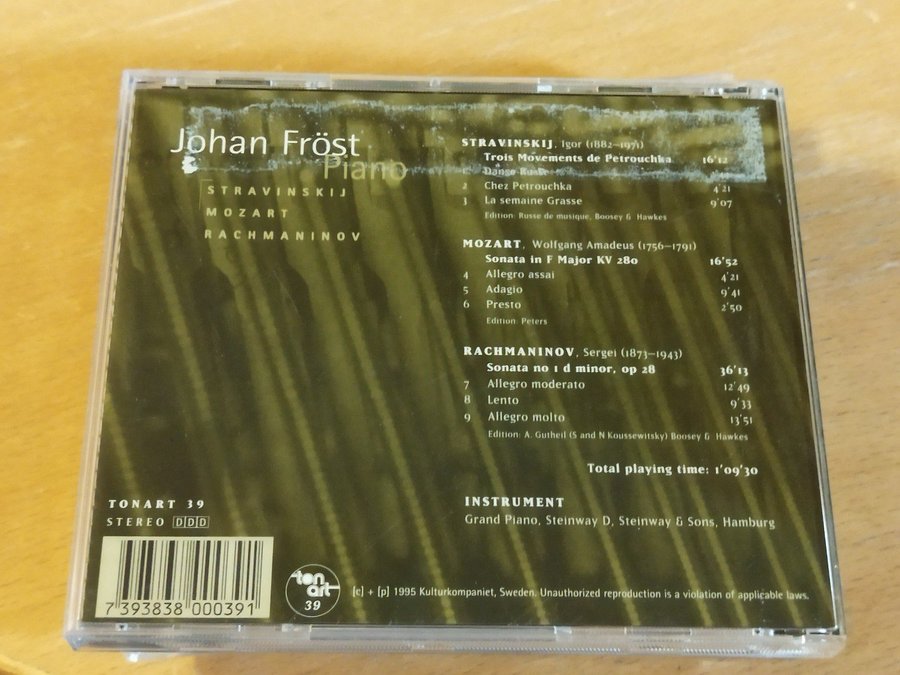 Johan Fröst
Piano
STRAVINSKIJ
MOZART
RACHMANINOV
STRAVINSKIJ, Igor (1882–1971)
Trois Movements de Petrouchka 16'12
Danse Russe
2 Chez Petrouchka 4'21
3 La semaine Grasse 9'07
Edition: Russe de musique, Boosey & Hawkes
MOZART, Wolfgang Amadeus (1756–1791)
Sonata in F Major KV 280 16'52
4 Allegro assai 4'21
5 Adagio 9'41
6 Presto 2'50
Edition: Peters
RACHMANINOV, Sergei (1873–1943)
Sonata no 1 d minor, op 28 36'13
7 Allegro moderato 12'49
8 Lento 9'33
9 Allegro molto 13'51
Edition: A. Gutheil (S and N Koussewitsky) Boosey & Hawkes
Total playing time: 1'09'30
INSTRUMENT
Grand Piano, Steinway D, Steinway & Sons, Hamburg
TONART 39
STEREO DDD
7 393838 000391
ton
art
39
[c] + [p] 1995 Kulturkompaniet, Sweden. Unauthorized reproduction is a violation of applicable laws.